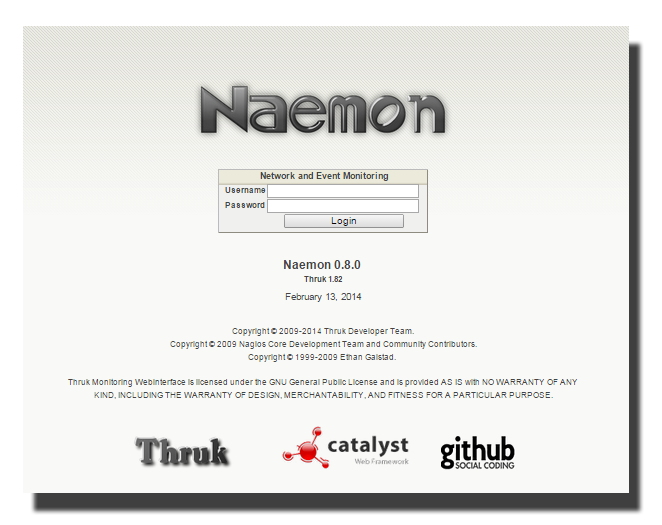 Naemon
Network and Event Monitoring
Username
Password
Login
Naemon 0.8.0
Thruk 1.82
February 13, 2014
Copyright © 2009-2014 Thruk Developer Team.
Copyright © 2009 Nagios Core Development Team and Community Contributors.
Copyright © 1999-2009 Ethan Galstad.
Thruk Monitoring Webinterface is licensed under the GNU General Public License and is provided AS IS with NO WARRANTY OF ANY
KIND, INCLUDING THE WARRANTY OF DESIGN, MERCHANTABILITY, AND FITNESS FOR A PARTICULAR PURPOSE.
Thruk
catalyst
Web Framework
github
SOCIAL CODING